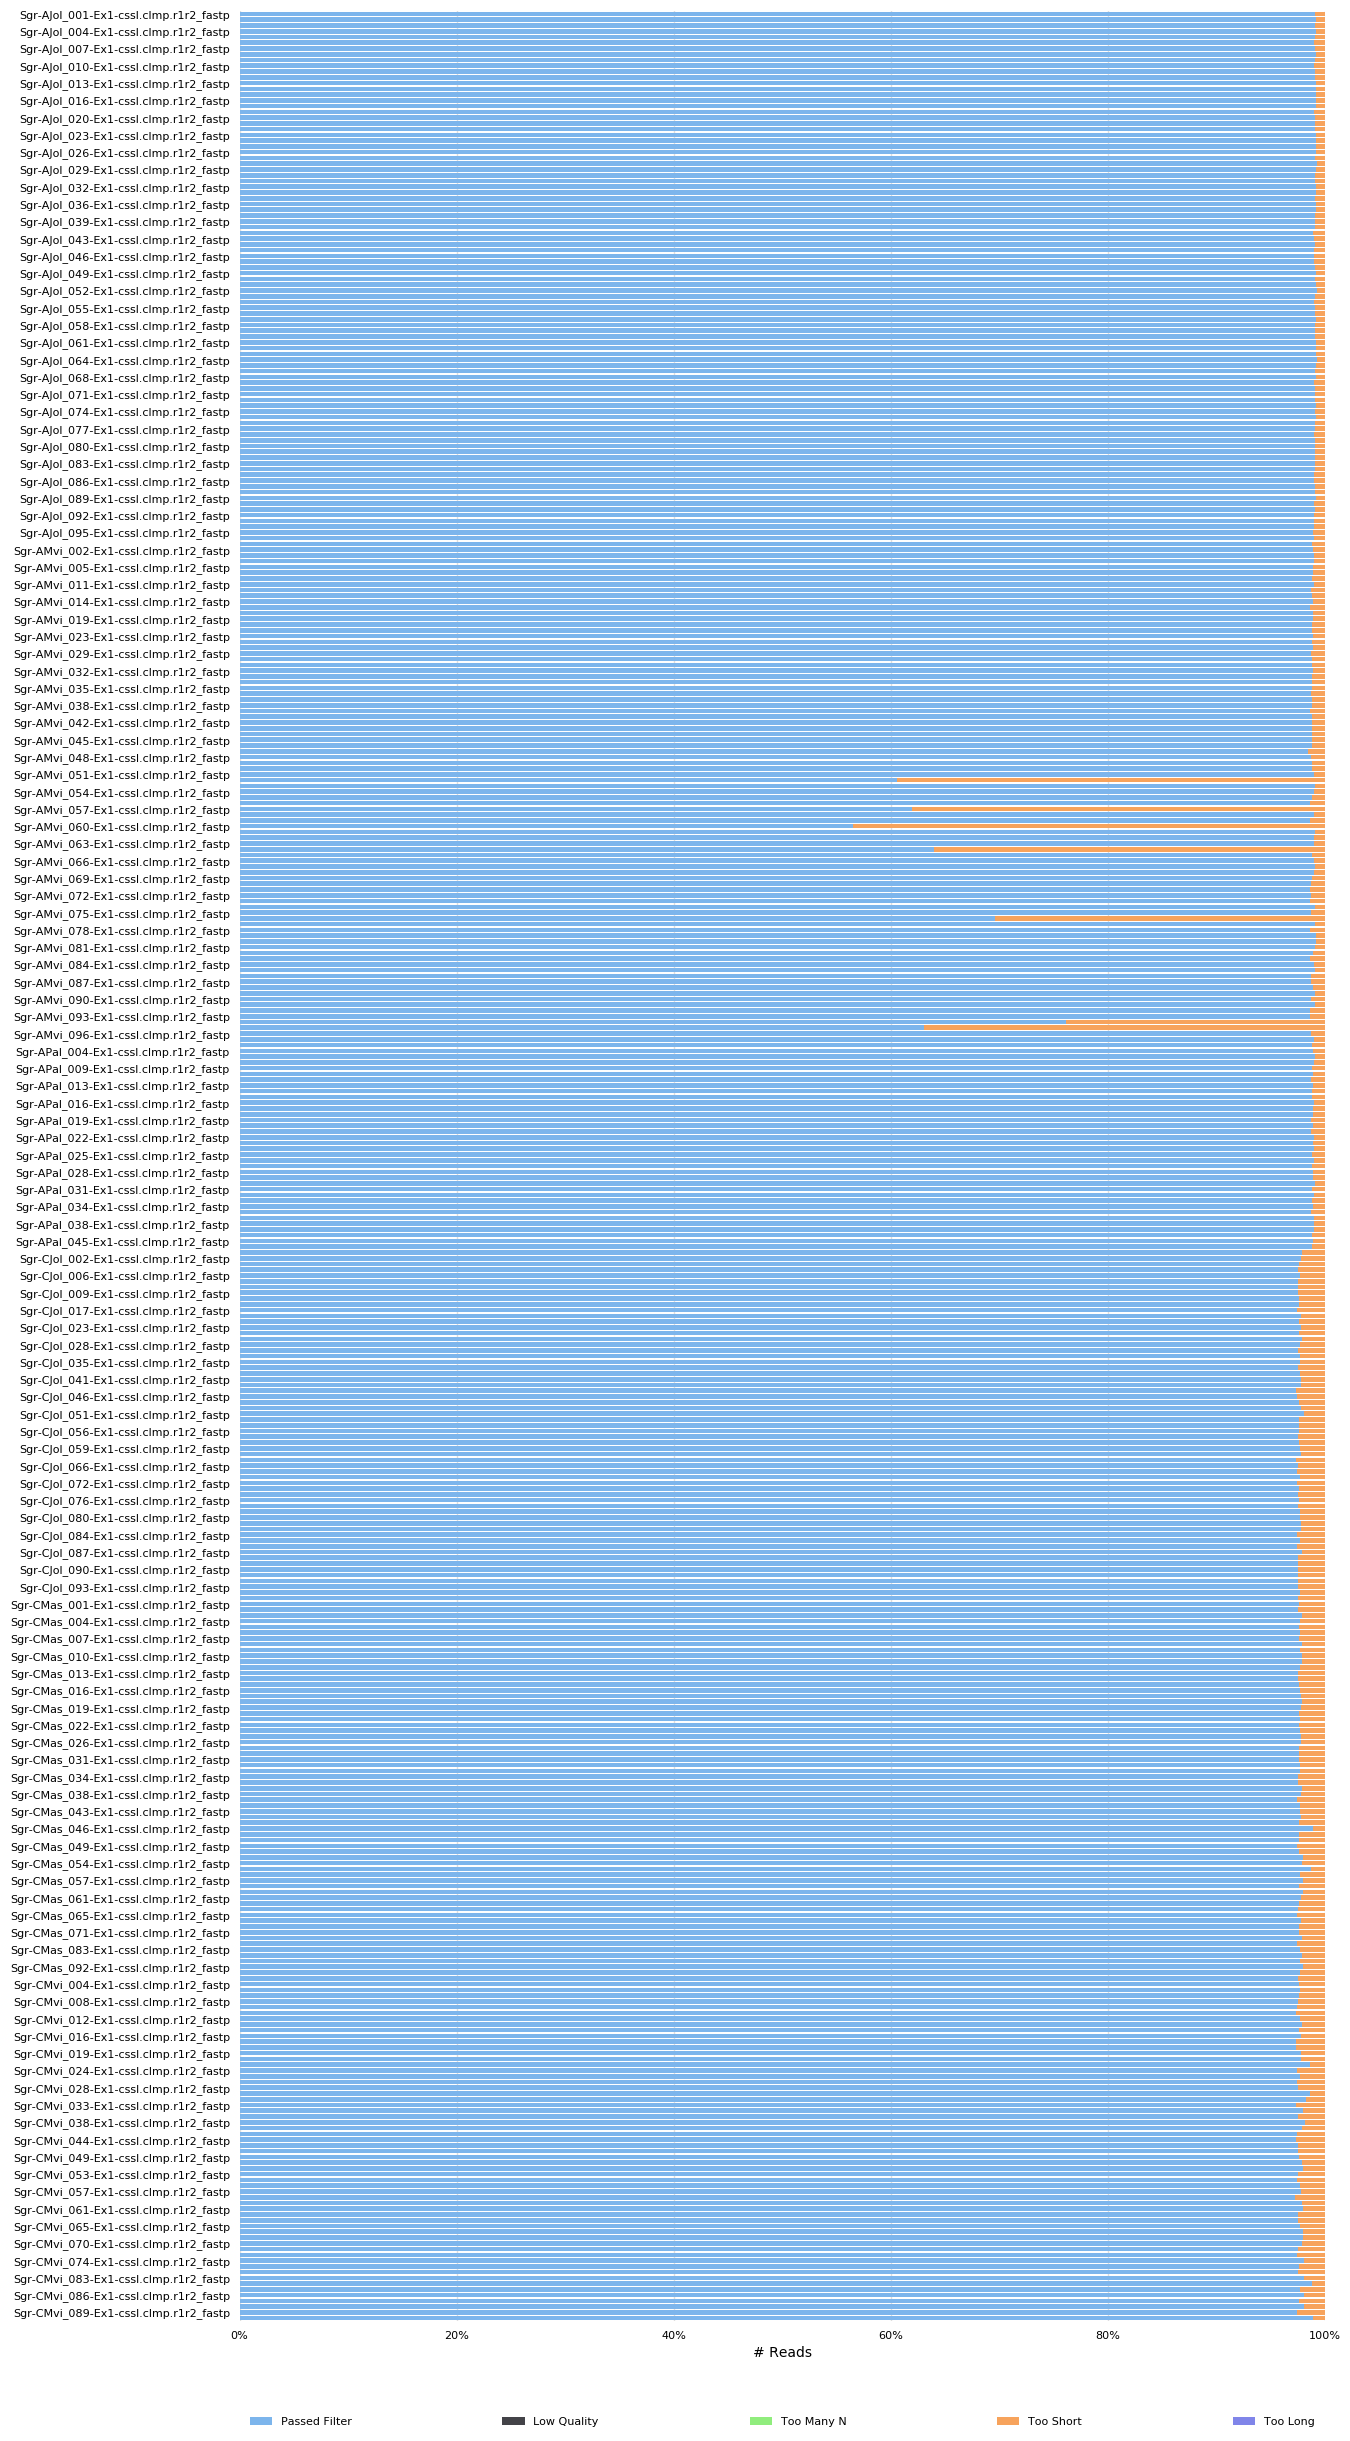 Sgr-AJol_001-Ex1-cssl.clmp.r1r2_fastp
Sgr-AJol_004-Ex1-cssl.clmp.r1r2_fastp
Sgr-AJol_007-Ex1-cssl.clmp.r1r2_fastp
Sgr-AJol_010-Ex1-cssl.clmp.r1r2_fastp
Sgr-AJol_013-Ex1-cssl.clmp.r1r2_fastp
Sgr-AJol_016-Ex1-cssl.clmp.r1r2_fastp
Sgr-AJol_020-Ex1-cssl.clmp.r1r2_fastp
Sgr-AJol_023-Ex1-cssl.clmp.r1r2_fastp
Sgr-AJol_026-Ex1-cssl.clmp.r1r2_fastp
Sgr-AJol_029-Ex1-cssl.clmp.r1r2_fastp
Sgr-AJol_032-Ex1-cssl.clmp.r1r2_fastp
Sgr-AJol_036-Ex1-cssl.clmp.r1r2_fastp
Sgr-AJol_039-Ex1-cssl.clmp.r1r2_fastp
Sgr-AJol_043-Ex1-cssl.clmp.r1r2_fastp
Sgr-AJol_046-Ex1-cssl.clmp.r1r2_fastp
Sgr-AJol_049-Ex1-cssl.clmp.r1r2_fastp
Sgr-AJol_052-Ex1-cssl.clmp.r1r2_fastp
Sgr-AJol_055-Ex1-cssl.clmp.r1r2_fastp
Sgr-AJol_058-Ex1-cssl.clmp.r1r2_fastp
Sgr-AJol_061-Ex1-cssl.clmp.r1r2_fastp
Sgr-AJol_064-Ex1-cssl.clmp.r1r2_fastp
Sgr-AJol_068-Ex1-cssl.clmp.r1r2_fastp
Sgr-AJol_071-Ex1-cssl.clmp.r1r2_fastp
Sgr-AJol_074-Ex1-cssl.clmp.r1r2_fastp
Sgr-AJol_077-Ex1-cssl.clmp.r1r2_fastp
Sgr-AJol_080-Ex1-cssl.clmp.r1r2_fastp
Sgr-AJol_083-Ex1-cssl.clmp.r1r2_fastp
Sgr-AJol_086-Ex1-cssl.clmp.r1r2_fastp
Sgr-AJol_089-Ex1-cssl.clmp.r1r2_fastp
Sgr-AJol_092-Ex1-cssl.clmp.r1r2_fastp
Sgr-AJol_095-Ex1-cssl.clmp.r1r2_fastp
Sgr-AMvi_002-Ex1-cssl.clmp.r1r2_fastp
Sgr-AMvi_005-Ex1-cssl.clmp.r1r2_fastp
Sgr-AMvi_011-Ex1-cssl.clmp.r1r2_fastp
Sgr-AMvi_014-Ex1-cssl.clmp.r1r2_fastp
Sgr-AMvi_019-Ex1-cssl.clmp.r1r2_fastp
Sgr-AMvi_023-Ex1-cssl.clmp.r1r2_fastp
Sgr-AMvi_029-Ex1-cssl.clmp.r1r2_fastp
Sgr-AMvi_032-Ex1-cssl.clmp.r1r2_fastp
Sgr-AMvi_035-Ex1-cssl.clmp.r1r2_fastp
Sgr-AMvi_038-Ex1-cssl.clmp.r1r2_fastp
Sgr-AMvi_042-Ex1-cssl.clmp.r1r2_fastp
Sgr-AMvi_045-Ex1-cssl.clmp.r1r2_fastp
Sgr-AMvi_048-Ex1-cssl.clmp.r1r2_fastp
Sgr-AMvi_051-Ex1-cssl.clmp.r1r2_fastp
Sgr-AMvi_054-Ex1-cssl.clmp.r1r2_fastp
Sgr-AMvi_057-Ex1-cssl.clmp.r1r2_fastp
Sgr-AMvi_060-Ex1-cssl.clmp.r1r2_fastp
Sgr-AMvi_063-Ex1-cssl.clmp.r1r2_fastp
Sgr-AMvi_066-Ex1-cssl.clmp.r1r2_fastp
Sgr-AMvi_069-Ex1-cssl.clmp.r1r2_fastp
Sgr-AMvi_072-Ex1-cssl.clmp.r1r2_fastp
Sgr-AMvi_075-Ex1-cssl.clmp.r1r2_fastp
Sgr-AMvi_078-Ex1-cssl.clmp.r1r2_fastp
Sgr-AMvi_081-Ex1-cssl.clmp.r1r2_fastp
Sgr-AMvi_084-Ex1-cssl.clmp.r1r2_fastp
Sgr-AMvi_087-Ex1-cssl.clmp.r1r2_fastp
Sgr-AMvi_090-Ex1-cssl.clmp.r1r2_fastp
Sgr-AMvi_093-Ex1-cssl.clmp.r1r2_fastp
Sgr-AMvi_096-Ex1-cssl.clmp.r1r2_fastp
Sgr-APal_004-Ex1-cssl.clmp.r1r2_fastp
Sgr-APal_009-Ex1-cssl.clmp.r1r2_fastp
Sgr-APal_013-Ex1-cssl.clmp.r1r2_fastp
Sgr-APal_016-Ex1-cssl.clmp.r1r2_fastp
Sgr-APal_019-Ex1-cssl.clmp.r1r2_fastp
Sgr-APal_022-Ex1-cssl.clmp.r1r2_fastp
Sgr-APal_025-Ex1-cssl.clmp.r1r2_fastp
Sgr-APal_028-Ex1-cssl.clmp.r1r2_fastp
Sgr-APal_031-Ex1-cssl.clmp.r1r2_fastp
Sgr-APal_034-Ex1-cssl.clmp.r1r2_fastp
Sgr-APal_038-Ex1-cssl.clmp.r1r2_fastp
Sgr-APal_045-Ex1-cssl.clmp.r1r2_fastp
Sgr-CJol_002-Ex1-cssl.clmp.r1r2_fastp
Sgr-CJol_006-Ex1-cssl.clmp.r1r2_fastp
Sgr-CJol_009-Ex1-cssl.clmp.r1r2_fastp
Sgr-CJol_017-Ex1-cssl.clmp.r1r2_fastp
Sgr-CJol_023-Ex1-cssl.clmp.r1r2_fastp
Sgr-CJol_028-Ex1-cssl.clmp.r1r2_fastp
Sgr-CJol_035-Ex1-cssl.clmp.r1r2_fastp
Sgr-CJol_041-Ex1-cssl.clmp.r1r2_fastp
Sgr-CJol_046-Ex1-cssl.clmp.r1r2_fastp
Sgr-CJol_051-Ex1-cssl.clmp.r1r2_fastp
Sgr-CJol_056-Ex1-cssl.clmp.r1r2_fastp
Sgr-CJol_059-Ex1-cssl.clmp.r1r2_fastp
Sgr-CJol_066-Ex1-cssl.clmp.r1r2_fastp
Sgr-CJol_072-Ex1-cssl.clmp.r1r2_fastp
Sgr-CJol_076-Ex1-cssl.clmp.r1r2_fastp
Sgr-CJol_080-Ex1-cssl.clmp.r1r2_fastp
Sgr-CJol_084-Ex1-cssl.clmp.r1r2_fastp
Sgr-CJol_087-Ex1-cssl.clmp.r1r2_fastp
Sgr-CJol_090-Ex1-cssl.clmp.r1r2_fastp
Sgr-CJol_093-Ex1-cssl.clmp.r1r2_fastp
Sgr-CMas_001-Ex1-cssl.clmp.r1r2_fastp
Sgr-CMas_004-Ex1-cssl.clmp.r1r2_fastp
Sgr-CMas_007-Ex1-cssl.clmp.r1r2_fastp
Sgr-CMas_010-Ex1-cssl.clmp.r1r2_fastp
Sgr-CMas_013-Ex1-cssl.clmp.r1r2_fastp
Sgr-CMas_016-Ex1-cssl.clmp.r1r2_fastp
Sgr-CMas_019-Ex1-cssl.clmp.r1r2_fastp
Sgr-CMas_022-Ex1-cssl.clmp.r1r2_fastp
Sgr-CMas_026-Ex1-cssl.clmp.r1r2_fastp
Sgr-CMas_031-Ex1-cssl.clmp.r1r2_fastp
Sgr-CMas_034-Ex1-cssl.clmp.r1r2_fastp
Sgr-CMas_038-Ex1-cssl.clmp.r1r2_fastp
Sgr-CMas_043-Ex1-cssl.clmp.r1r2_fastp
Sgr-CMas_046-Ex1-cssl.clmp.r1r2_fastp
Sgr-CMas_049-Ex1-cssl.clmp.r1r2_fastp
Sgr-CMas_054-Ex1-cssl.clmp.r1r2_fastp
Sgr-CMas_057-Ex1-cssl.clmp.r1r2_fastp
Sgr-CMas_061-Ex1-cssl.clmp.r1r2_fastp
Sgr-CMas_065-Ex1-cssl.clmp.r1r2_fastp
Sgr-CMas_071-Ex1-cssl.clmp.r1r2_fastp
Sgr-CMas_083-Ex1-cssl.clmp.r1r2_fastp
Sgr-CMas_092-Ex1-cssl.clmp.r1r2_fastp
Sgr-CMvi_004-Ex1-cssl.clmp.r1r2_fastp
Sgr-CMvi_008-Ex1-cssl.clmp.r1r2_fastp
Sgr-CMvi_012-Ex1-cssl.clmp.r1r2_fastp
Sgr-CMvi_016-Ex1-cssl.clmp.r1r2_fastp
Sgr-CMvi_019-Ex1-cssl.clmp.r1r2_fastp
Sgr-CMvi_024-Ex1-cssl.clmp.r1r2_fastp
Sgr-CMvi_028-Ex1-cssl.clmp.r1r2_fastp
Sgr-CMvi_033-Ex1-cssl.clmp.r1r2_fastp
Sgr-CMvi_038-Ex1-cssl.clmp.r1r2_fastp
Sgr-CMvi_044-Ex1-cssl.clmp.r1r2_fastp
Sgr-CMvi_049-Ex1-cssl.clmp.r1r2_fastp
Sgr-CMvi_053-Ex1-cssl.clmp.r1r2_fastp
Sgr-CMvi_057-Ex1-cssl.clmp.r1r2_fastp
Sgr-CMvi_061-Ex1-cssl.clmp.r1r2_fastp
Sgr-CMvi_065-Ex1-cssl.clmp.r1r2_fastp
Sgr-CMvi_070-Ex1-cssl.clmp.r1r2_fastp
Sgr-CMvi_074-Ex1-cssl.clmp.r1r2_fastp
Sgr-CMvi_083-Ex1-cssl.clmp.r1r2_fastp
Sgr-CMvi_086-Ex1-cssl.clmp.r1r2_fastp
Sgr-CMvi_089-Ex1-cssl.clmp.r1r2_fastp
0% 20% 40% 60% 80% 100%
# Reads
Passed Filter Low Quality Too Many N Too Short Too Long